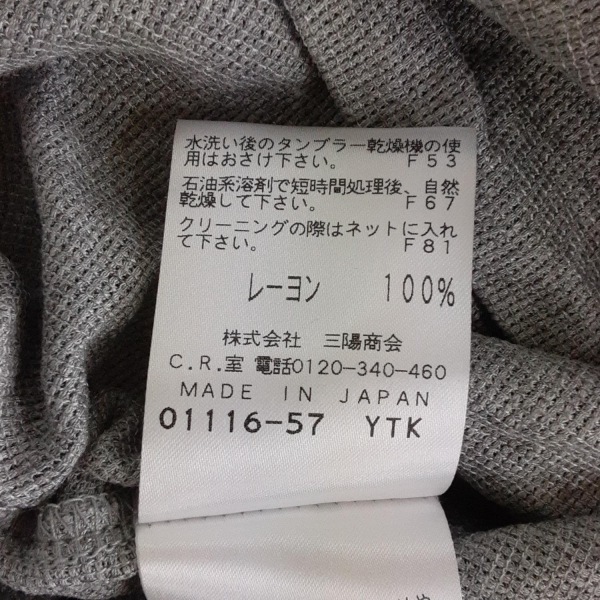 水洗い後のタンブラー乾燥機の使
用はおさけ下さい。 F53
石油系溶剤で短時間処理後、自然
乾燥して下さい。 F67
クリーニングの際はネットに入れ
て下さい。 F81
レーヨン 100%
株式会社 三陽商会
C.R.室 電話0120-340-460
MADE IN JAPAN
01116-57 YTK